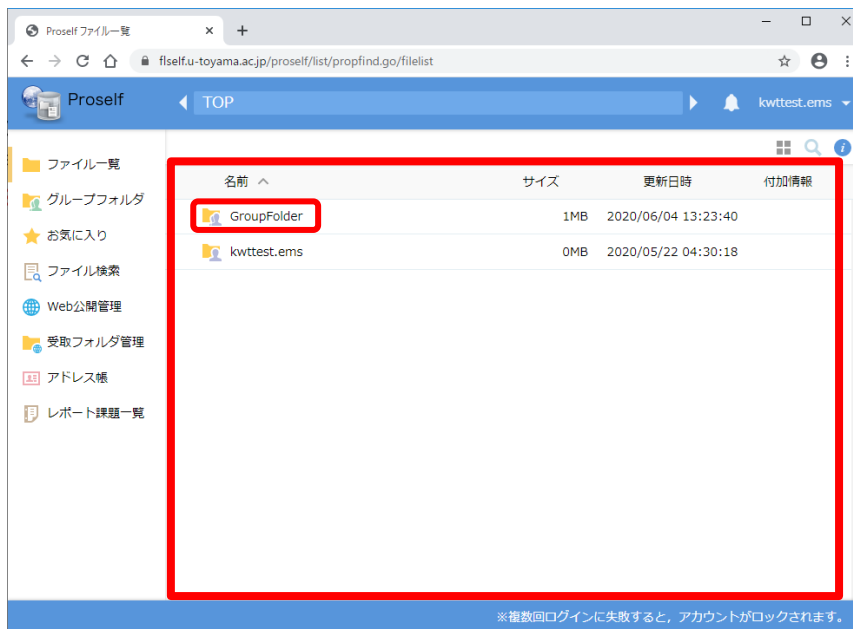 Proself ファイル一覧
flself.u-toyama.ac.jp/proself/list/propfind.go/filelist
Proself
TOP
kwttest.ems
ファイル一覧
グループフォルダ
お気に入り
ファイル検索
Web公開管理
受取フォルダ管理
アドレス帳
レポート課題一覧
名前 サイズ 更新日時 付加情報
GroupFolder 1MB 2020/06/04 13:23:40
kwttest.ems 0MB 2020/05/22 04:30:18
※複数回ログインに失敗すると，アカウントがロックされます。